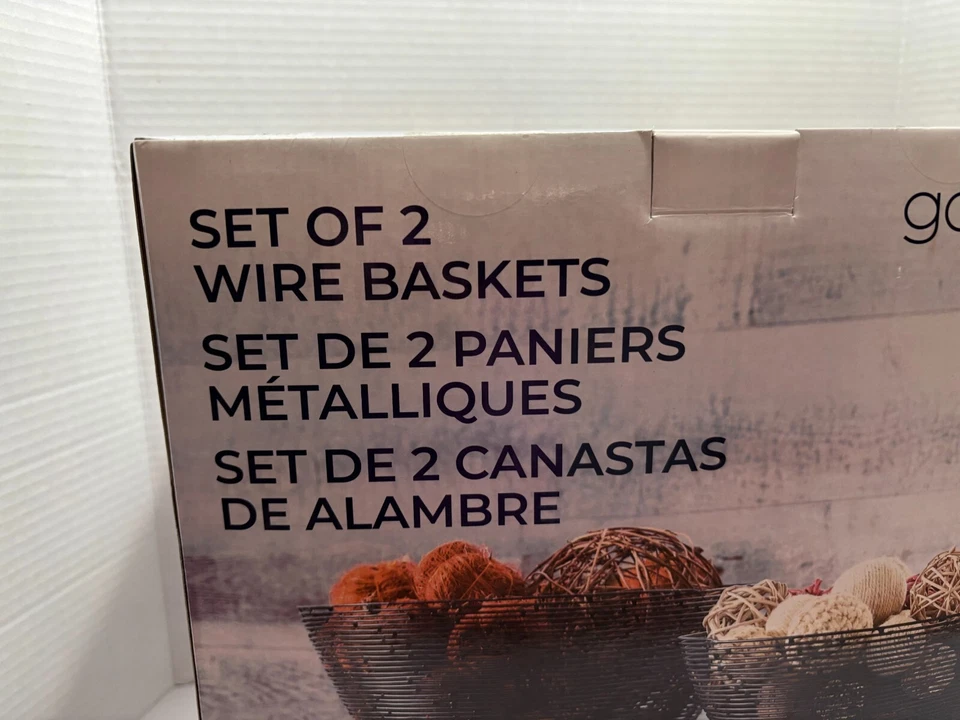 SET OF 2
WIRE BASKETS
SET DE 2 PANIERS
MÉTALLIQUES
SET DE 2 CANASTAS
DE ALAMBRE